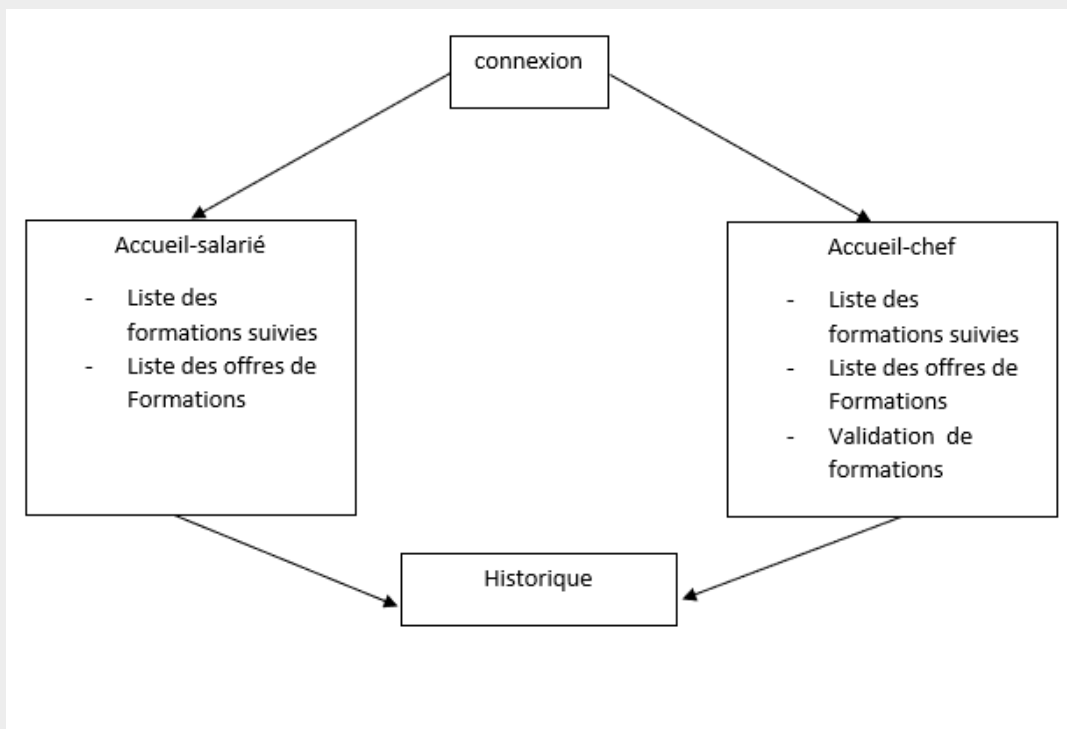 connexion
Accueil-salarié
- Liste des
formations suivies
- Liste des offres de
Formations
Accueil-chef
- Liste des
formations suivies
- Liste des offres de
Formations
- Validation de
formations
Historique